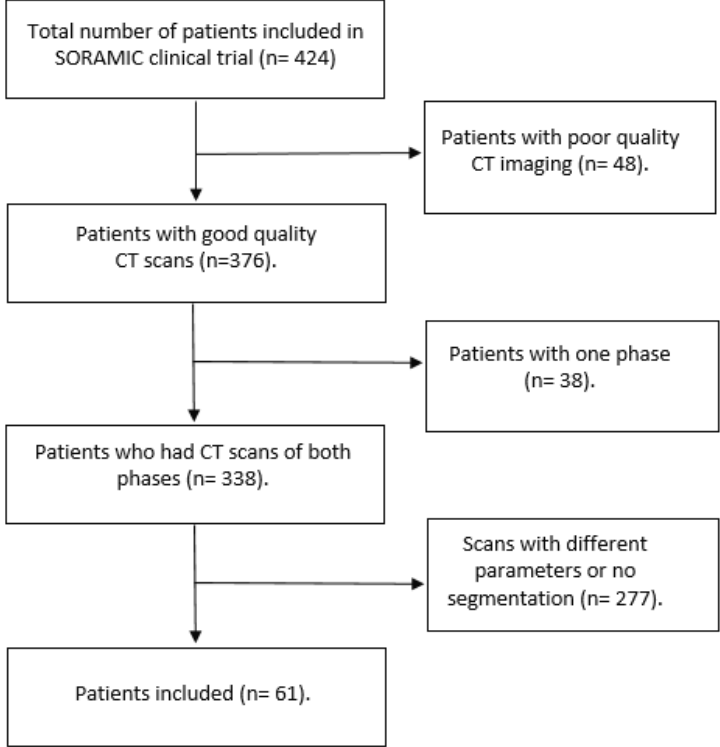 Total number of patients included in
SORAMIC clinical trial (n= 424)
Patients with poor quality
CT imaging (n= 48).
Patients with good quality
CT scans (n=376).
Patients with one phase
(n= 38).
Patients who had CT scans of both
phases (n= 338).
Scans with different
parameters or no
segmentation (n= 277).
Patients included (n= 61).